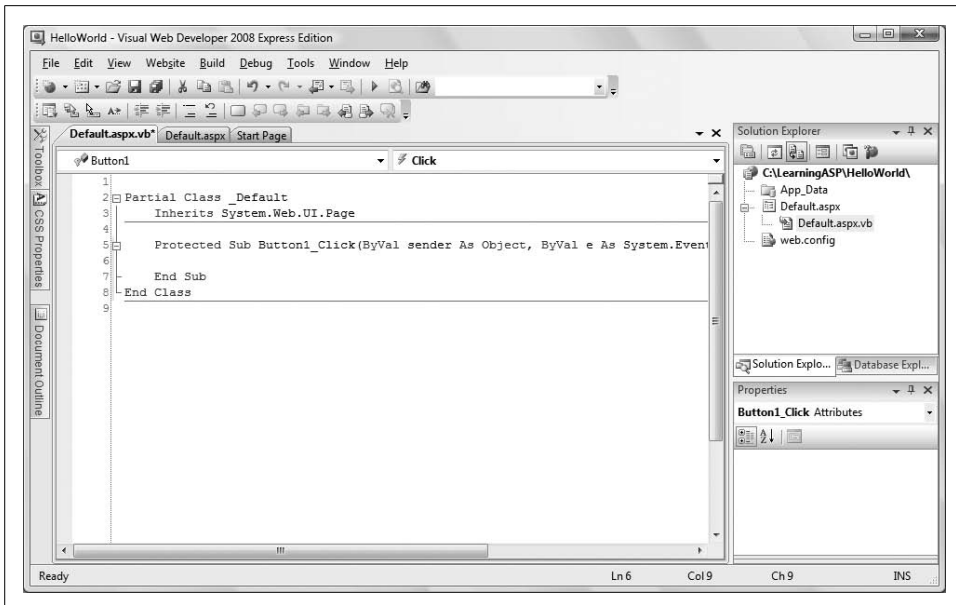 HelloWorld - Visual Web Developer 2008 Express Edition
File Edit View Website Build Debug Tools Window Help
Default.aspx.vb* Default.aspx Start Page
Button1 Click
Toolbox
CSS Properties
Document Outline
1
2 Partial Class _Default
3 Inherits System.Web.UI.Page
4
5 Protected Sub Button1_Click(ByVal sender As Object, ByVal e As System.Event
6
7 End Sub
8 End Class
9
Solution Explorer
C:\LearningASP\HelloWorld\
App_Data
Default.aspx
Default.aspx.vb
web.config
Solution Explo... Database Expl...
Properties
Button1_Click Attributes
Ready Ln 6 Col 9 Ch 9 INS